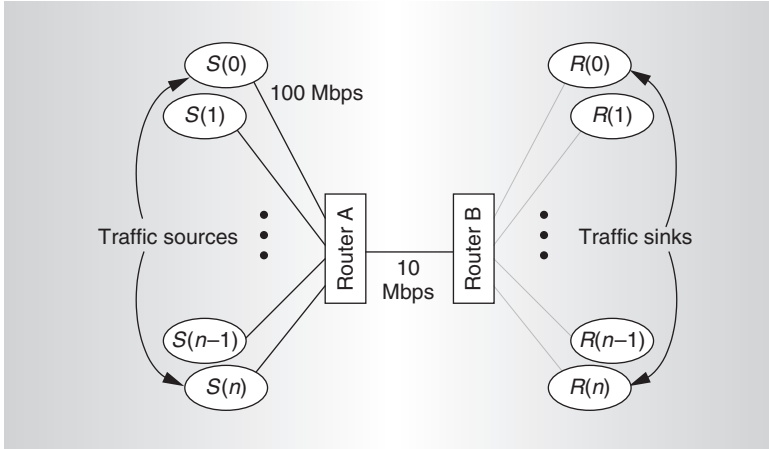 S(0)
R(0)
100 Mbps
S(1)
R(1)
Traffic sources
Router A
Router B
Traffic sinks
10
Mbps
S(n–1)
R(n–1)
S(n)
R(n)